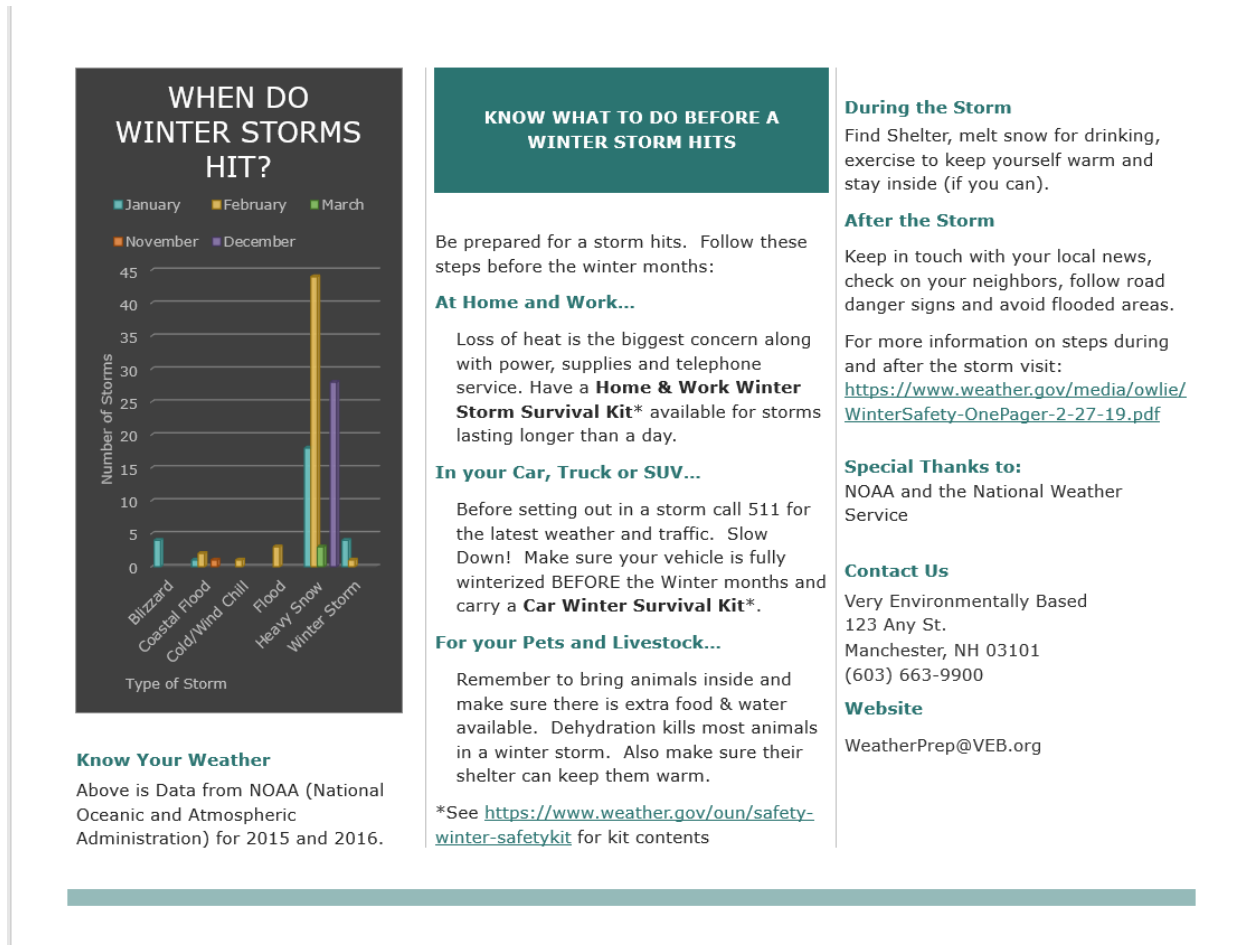 WHEN DO
WINTER STORMS
HIT?
January February March
November December
45
40
35
30
25
20
15
10
5
0
Number of Storms
Blizzard
Coastal Flood
Cold/Wind Chill
Flood
Heavy Snow
Winter Storm
Type of Storm
Know Your Weather
Above is Data from NOAA (National
Oceanic and Atmospheric
Administration) for 2015 and 2016.
KNOW WHAT TO DO BEFORE A
WINTER STORM HITS
Be prepared for a storm hits.  Follow these
steps before the winter months:
At Home and Work…
Loss of heat is the biggest concern along
with power, supplies and telephone
service. Have a Home & Work Winter
Storm Survival Kit* available for storms
lasting longer than a day.
In your Car, Truck or SUV…
Before setting out in a storm call 511 for
the latest weather and traffic.  Slow
Down!  Make sure your vehicle is fully
winterized BEFORE the Winter months and
carry a Car Winter Survival Kit*.
For your Pets and Livestock…
Remember to bring animals inside and
make sure there is extra food & water
available.  Dehydration kills most animals
in a winter storm.  Also make sure their
shelter can keep them warm.
*See https://www.weather.gov/oun/safety-
winter-safetykit for kit contents
During the Storm
Find Shelter, melt snow for drinking,
exercise to keep yourself warm and
stay inside (if you can).
After the Storm
Keep in touch with your local news,
check on your neighbors, follow road
danger signs and avoid flooded areas.
For more information on steps during
and after the storm visit:
https://www.weather.gov/media/owlie/
WinterSafety-OnePager-2-27-19.pdf
Special Thanks to:
NOAA and the National Weather
Service
Contact Us
Very Environmentally Based
123 Any St.
Manchester, NH 03101
(603) 663-9900
Website
WeatherPrep@VEB.org